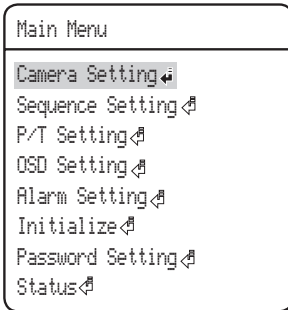 Main Menu
Camera Setting
Sequence Setting
P/T Setting
OSD Setting
Alarm Setting
Initialize
Password Setting
Status